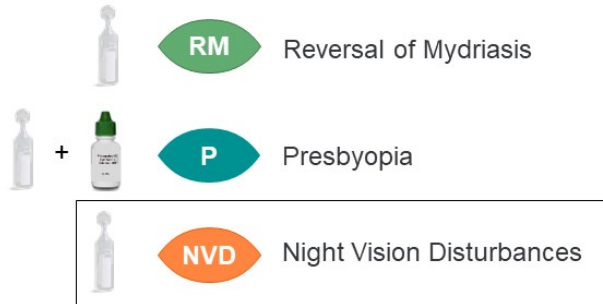 RM Reversal of Mydriasis
+ P Presbyopia
NVD Night Vision Disturbances